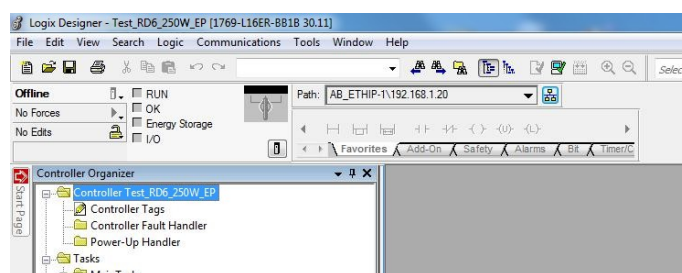 Logix Designer - Test_RD6_250W_EP [1769-L16ER-BB1B 30.11]
File Edit View Search Logic Communications Tools Window Help
Selec
Offline
RUN
No Forces
OK
Energy Storage
No Edits
I/O
Path: AB_ETHIP-1\192.168.1.20
Favorites Add-On Safety Alarms Bit Timer/C
Start Page
Controller Organizer
Controller Test_RD6_250W_EP
Controller Tags
Controller Fault Handler
Power-Up Handler
Tasks